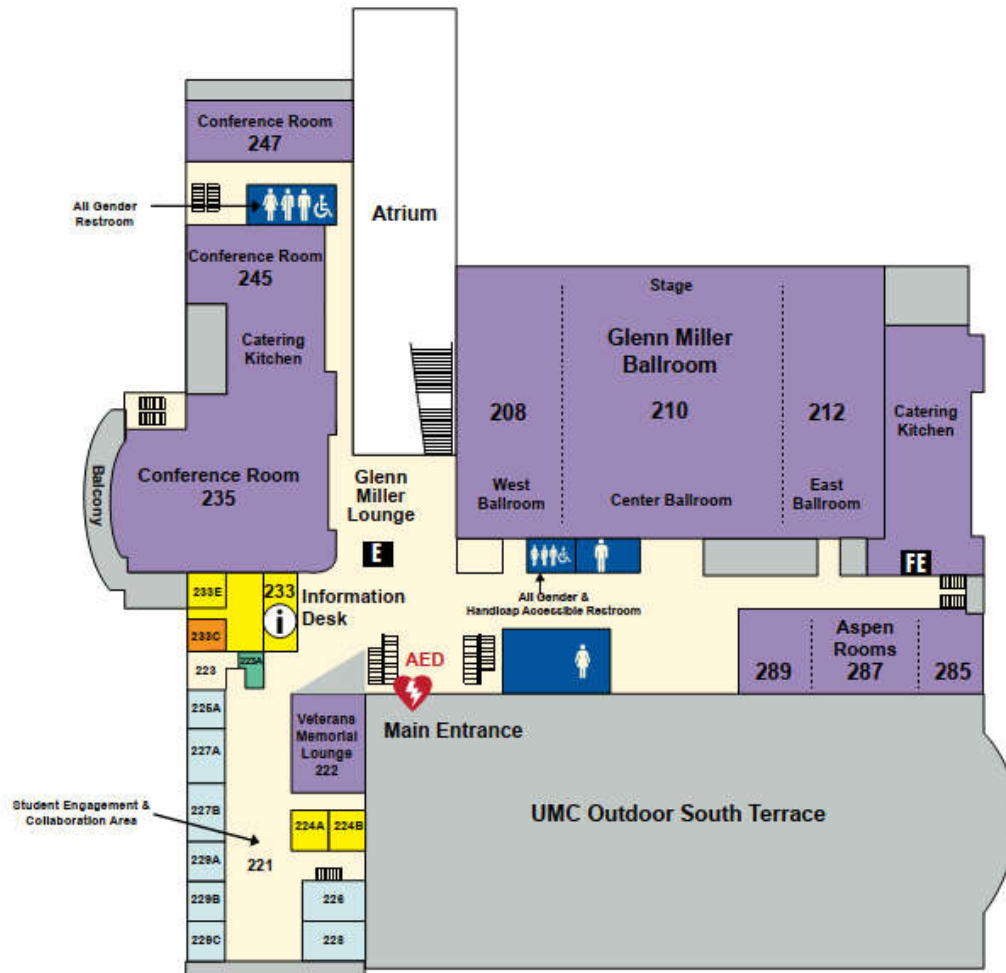 Conference Room
247
All Gender
Restroom
Atrium
Conference Room
245
Catering
Kitchen
Stage
Glenn Miller
Ballroom
208
210
212
Catering
Kitchen
West
Ballroom
Center Ballroom
East
Ballroom
Balcony
Conference Room
235
Glenn
Miller
Lounge
E
FE
All Gender &
Handicap Accessible Restroom
233E
233
i
Information
Desk
233C
223
223A
AED
Aspen
Rooms
289
287
285
Main Entrance
225A
227A
Veterans
Memorial
Lounge
222
Student Engagement &
Collaboration Area
227B
224A
224B
UMC Outdoor South Terrace
229A
221
229B
226
229C
228